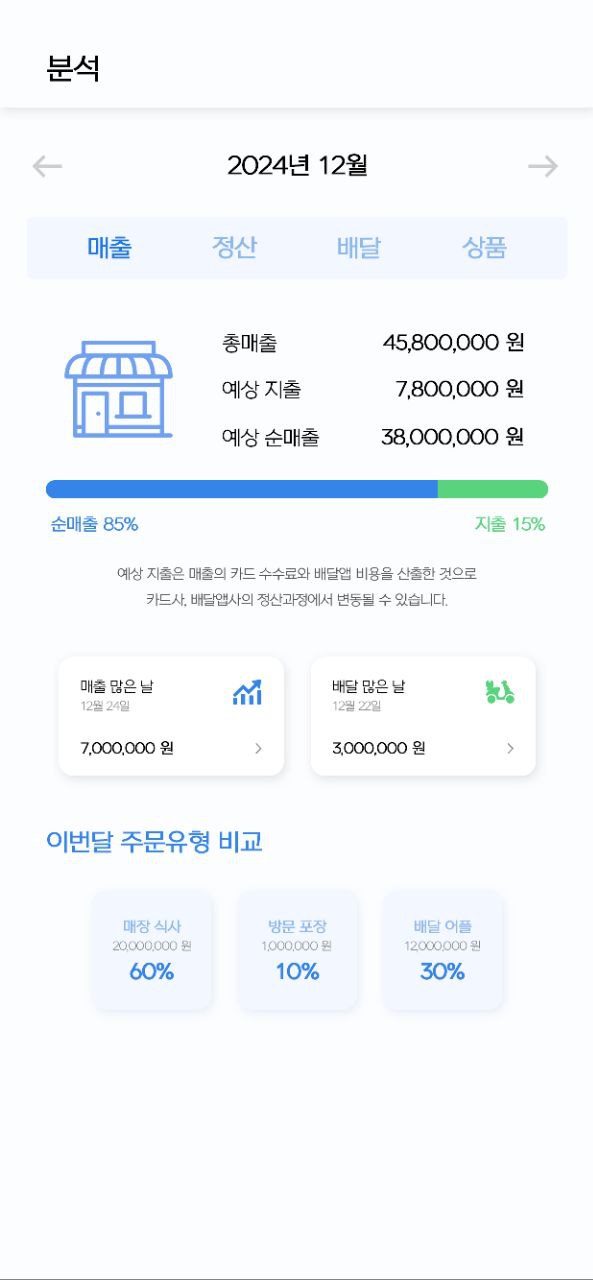 분석
2024년 12월
매출 정산 배달 상품
총매출 45,800,000 원
예상 지출 7,800,000 원
예상 순매출 38,000,000 원
순매출 85% 지출 15%
예상 지출은 매출의 카드 수수료와 배달앱 비용을 산출한 것으로
카드사, 배달앱사의 정산과정에서 변동될 수 있습니다.
매출 많은 날
12월 24일
7,000,000 원
배달 많은 날
12월 22일
3,000,000 원
이번달 주문유형 비교
매장 식사
20,000,000 원
60%
방문 포장
1,000,000 원
10%
배달 어플
12,000,000 원
30%